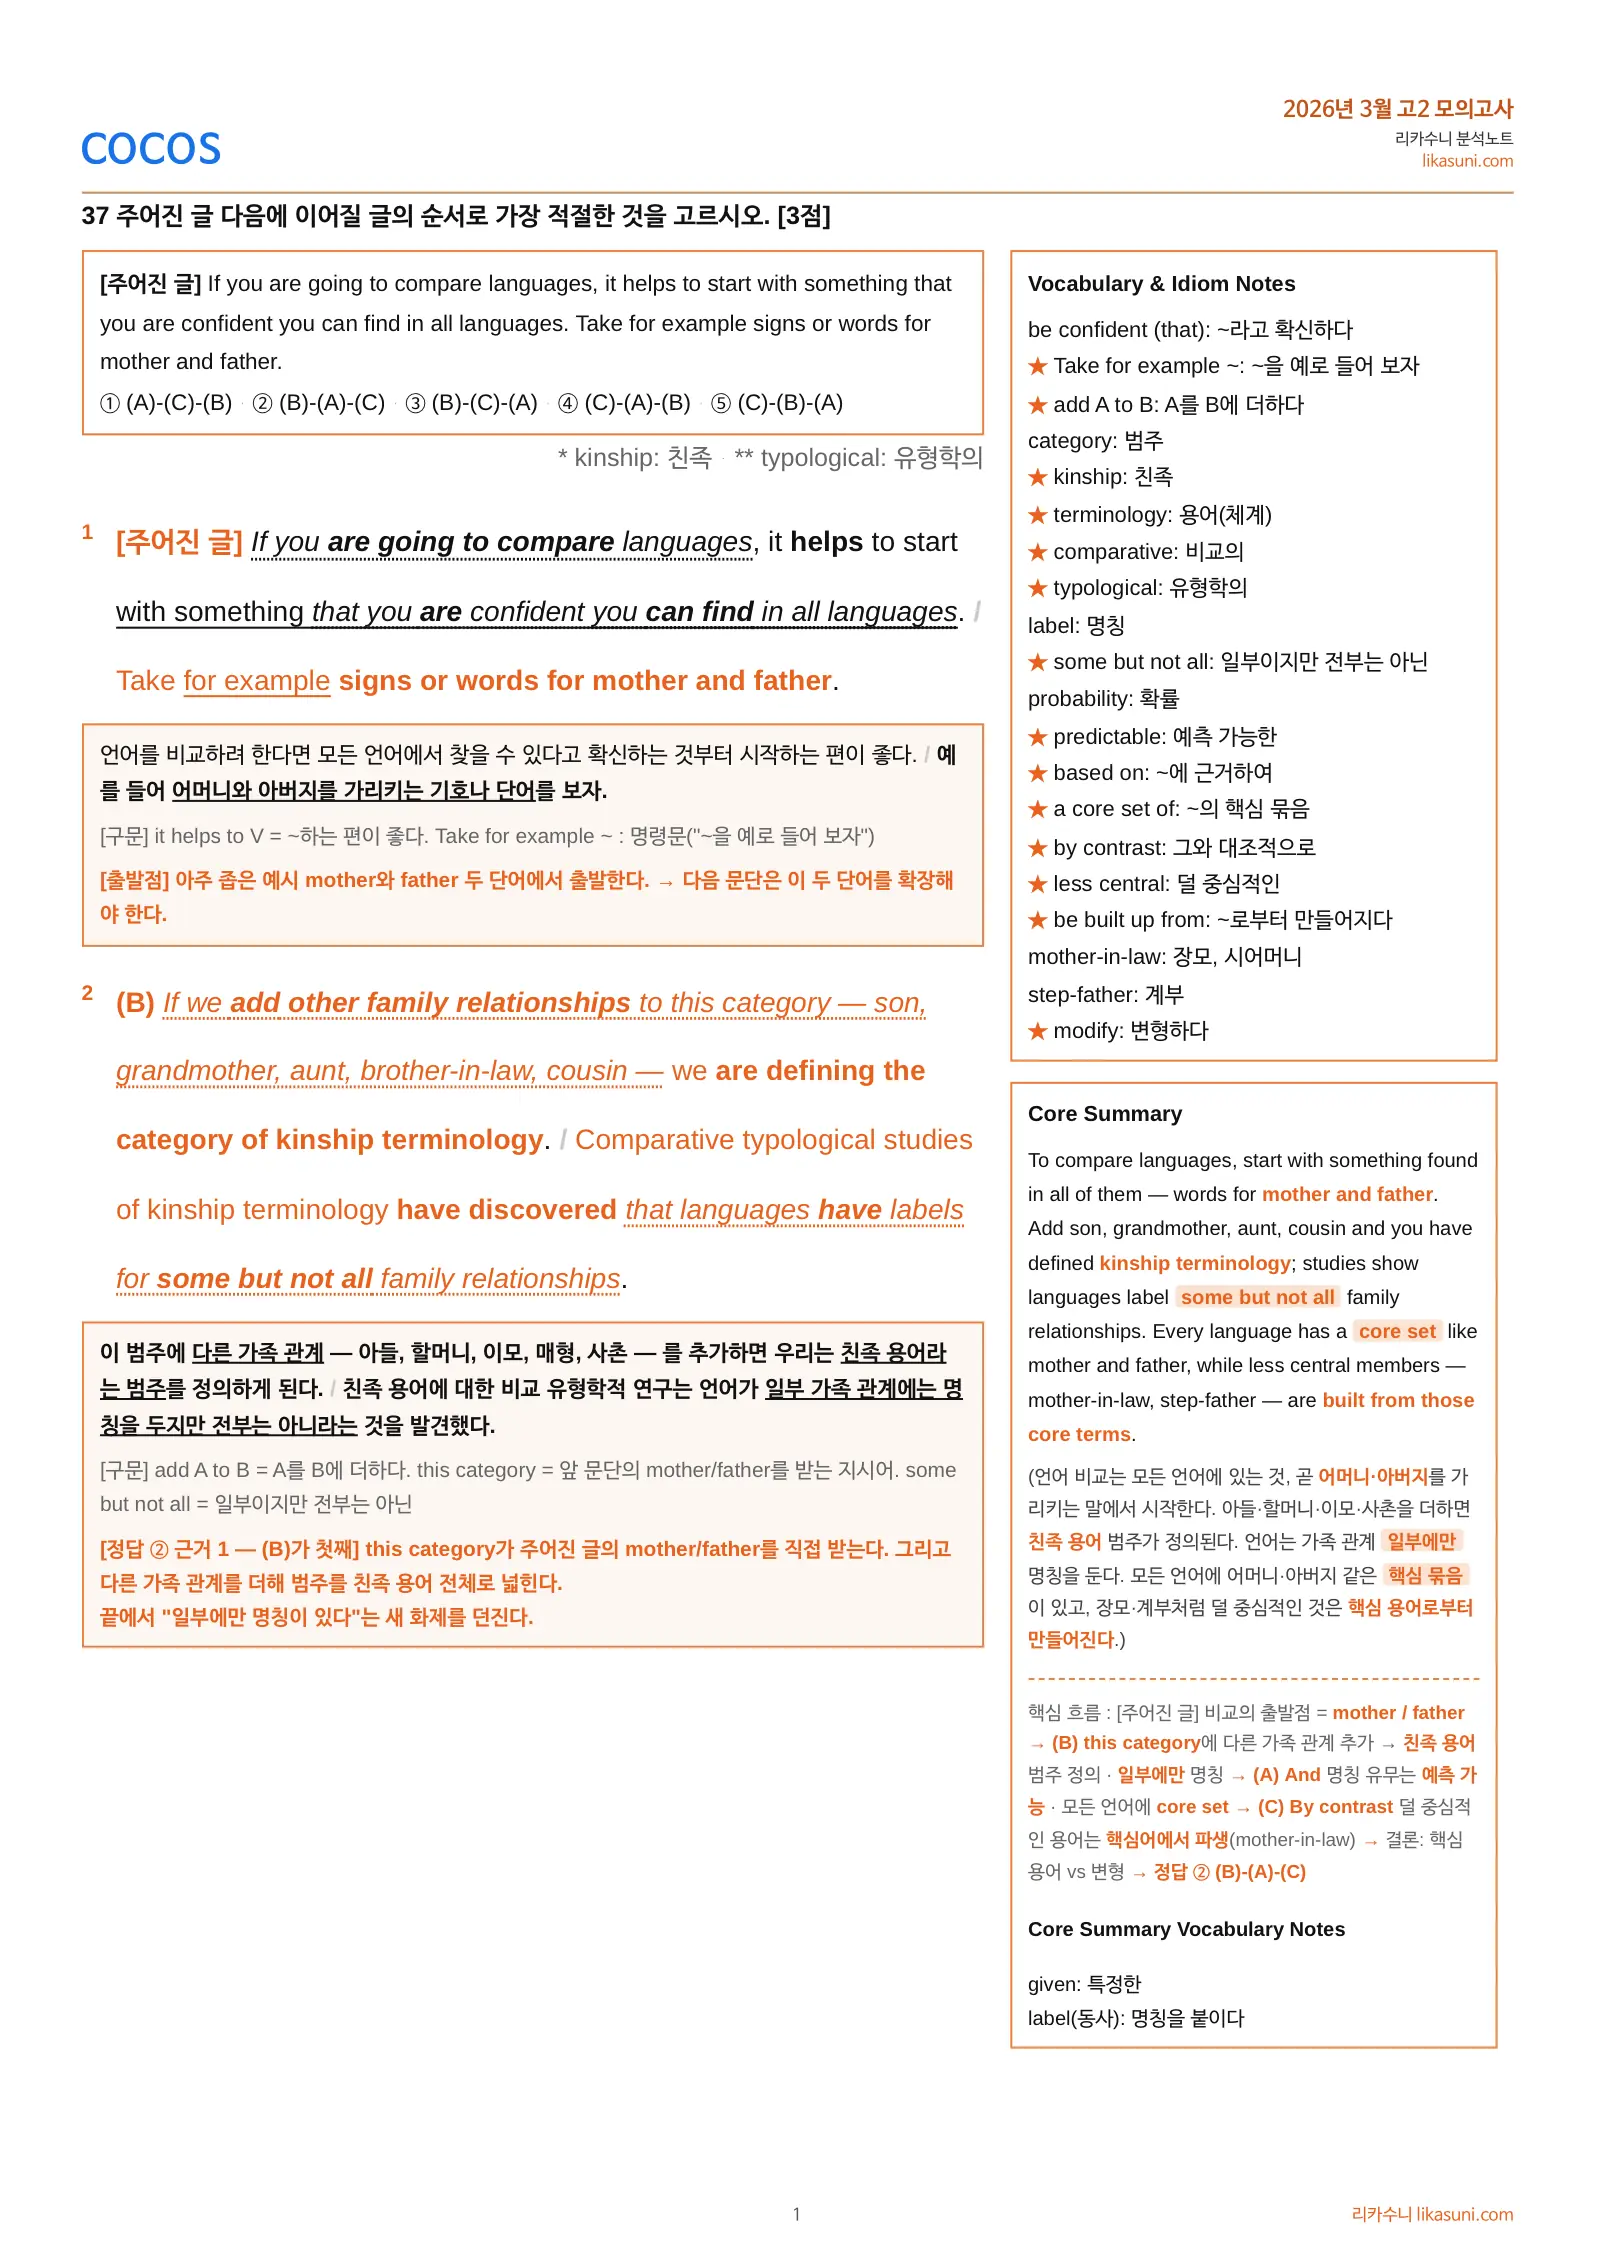 cocos
2026년 3월 고2 모의고사
리카수니 분석노트
likasuni.com
37 주어진 글 다음에 이어질 글의 순서로 가장 적절한 것을 고르시오. [3점]
[주어진 글] If you are going to compare languages, it helps to start with something that
you are confident you can find in all languages. Take for example signs or words for
mother and father.
① (A)-(C)-(B) · ② (B)-(A)-(C) · ③ (B)-(C)-(A) · ④ (C)-(A)-(B) · ⑤ (C)-(B)-(A)
* kinship: 친족 · ** typological: 유형학의
1 [주어진 글] If you are going to compare languages, it helps to start
with something that you are confident you can find in all languages. /
Take for example signs or words for mother and father.
언어를 비교하려 한다면 모든 언어에서 찾을 수 있다고 확신하는 것부터 시작하는 편이 좋다. / 예
를 들어 어머니와 아버지를 가리키는 기호나 단어를 보자.
[구문] it helps to V = ~하는 편이 좋다. Take for example ~ : 명령문("~을 예로 들어 보자")
[출발점] 아주 좁은 예시 mother와 father 두 단어에서 출발한다. → 다음 문단은 이 두 단어를 확장해
야 한다.
2 (B) If we add other family relationships to this category — son,
grandmother, aunt, brother-in-law, cousin — we are defining the
category of kinship terminology. / Comparative typological studies
of kinship terminology have discovered that languages have labels
for some but not all family relationships.
이 범주에 다른 가족 관계 — 아들, 할머니, 이모, 매형, 사촌 — 를 추가하면 우리는 친족 용어라
는 범주를 정의하게 된다. / 친족 용어에 대한 비교 유형학적 연구는 언어가 일부 가족 관계에는 명
칭을 두지만 전부는 아니라는 것을 발견했다.
[구문] add A to B = A를 B에 더하다. this category = 앞 문단의 mother/father를 받는 지시어. some
but not all = 일부이지만 전부는 아닌
[정답 ② 근거 1 — (B)가 첫째] this category가 주어진 글의 mother/father를 직접 받는다. 그리고
다른 가족 관계를 더해 범주를 친족 용어 전체로 넓힌다.
끝에서 "일부에만 명칭이 있다"는 새 화제를 던진다.
Vocabulary & Idiom Notes
be confident (that): ~라고 확신하다
★ Take for example ~: ~을 예로 들어 보자
★ add A to B: A를 B에 더하다
category: 범주
★ kinship: 친족
★ terminology: 용어(체계)
★ comparative: 비교의
★ typological: 유형학의
label: 명칭
★ some but not all: 일부이지만 전부는 아닌
probability: 확률
★ predictable: 예측 가능한
★ based on: ~에 근거하여
★ a core set of: ~의 핵심 묶음
★ by contrast: 그와 대조적으로
★ less central: 덜 중심적인
★ be built up from: ~로부터 만들어지다
mother-in-law: 장모, 시어머니
step-father: 계부
★ modify: 변형하다
Core Summary
To compare languages, start with something found
in all of them — words for mother and father.
Add son, grandmother, aunt, cousin and you have
defined kinship terminology; studies show
languages label some but not all family
relationships. Every language has a core set like
mother and father, while less central members —
mother-in-law, step-father — are built from those
core terms.
(언어 비교는 모든 언어에 있는 것, 곧 어머니·아버지를 가
리키는 말에서 시작한다. 아들·할머니·이모·사촌을 더하면
친족 용어 범주가 정의된다. 언어는 가족 관계 일부에만
명칭을 둔다. 모든 언어에 어머니·아버지 같은 핵심 묶음
이 있고, 장모·계부처럼 덜 중심적인 것은 핵심 용어로부터
만들어진다.)
핵심 흐름 : [주어진 글] 비교의 출발점 = mother / father
→ (B) this category에 다른 가족 관계 추가 → 친족 용어
범주 정의 · 일부에만 명칭 → (A) And 명칭 유무는 예측 가
능 · 모든 언어에 core set → (C) By contrast 덜 중심적
인 용어는 핵심어에서 파생(mother-in-law) → 결론: 핵심
용어 vs 변형 → 정답 ② (B)-(A)-(C)
Core Summary Vocabulary Notes
given: 특정한
label(동사): 명칭을 붙이다
1
리카수니 likasuni.com